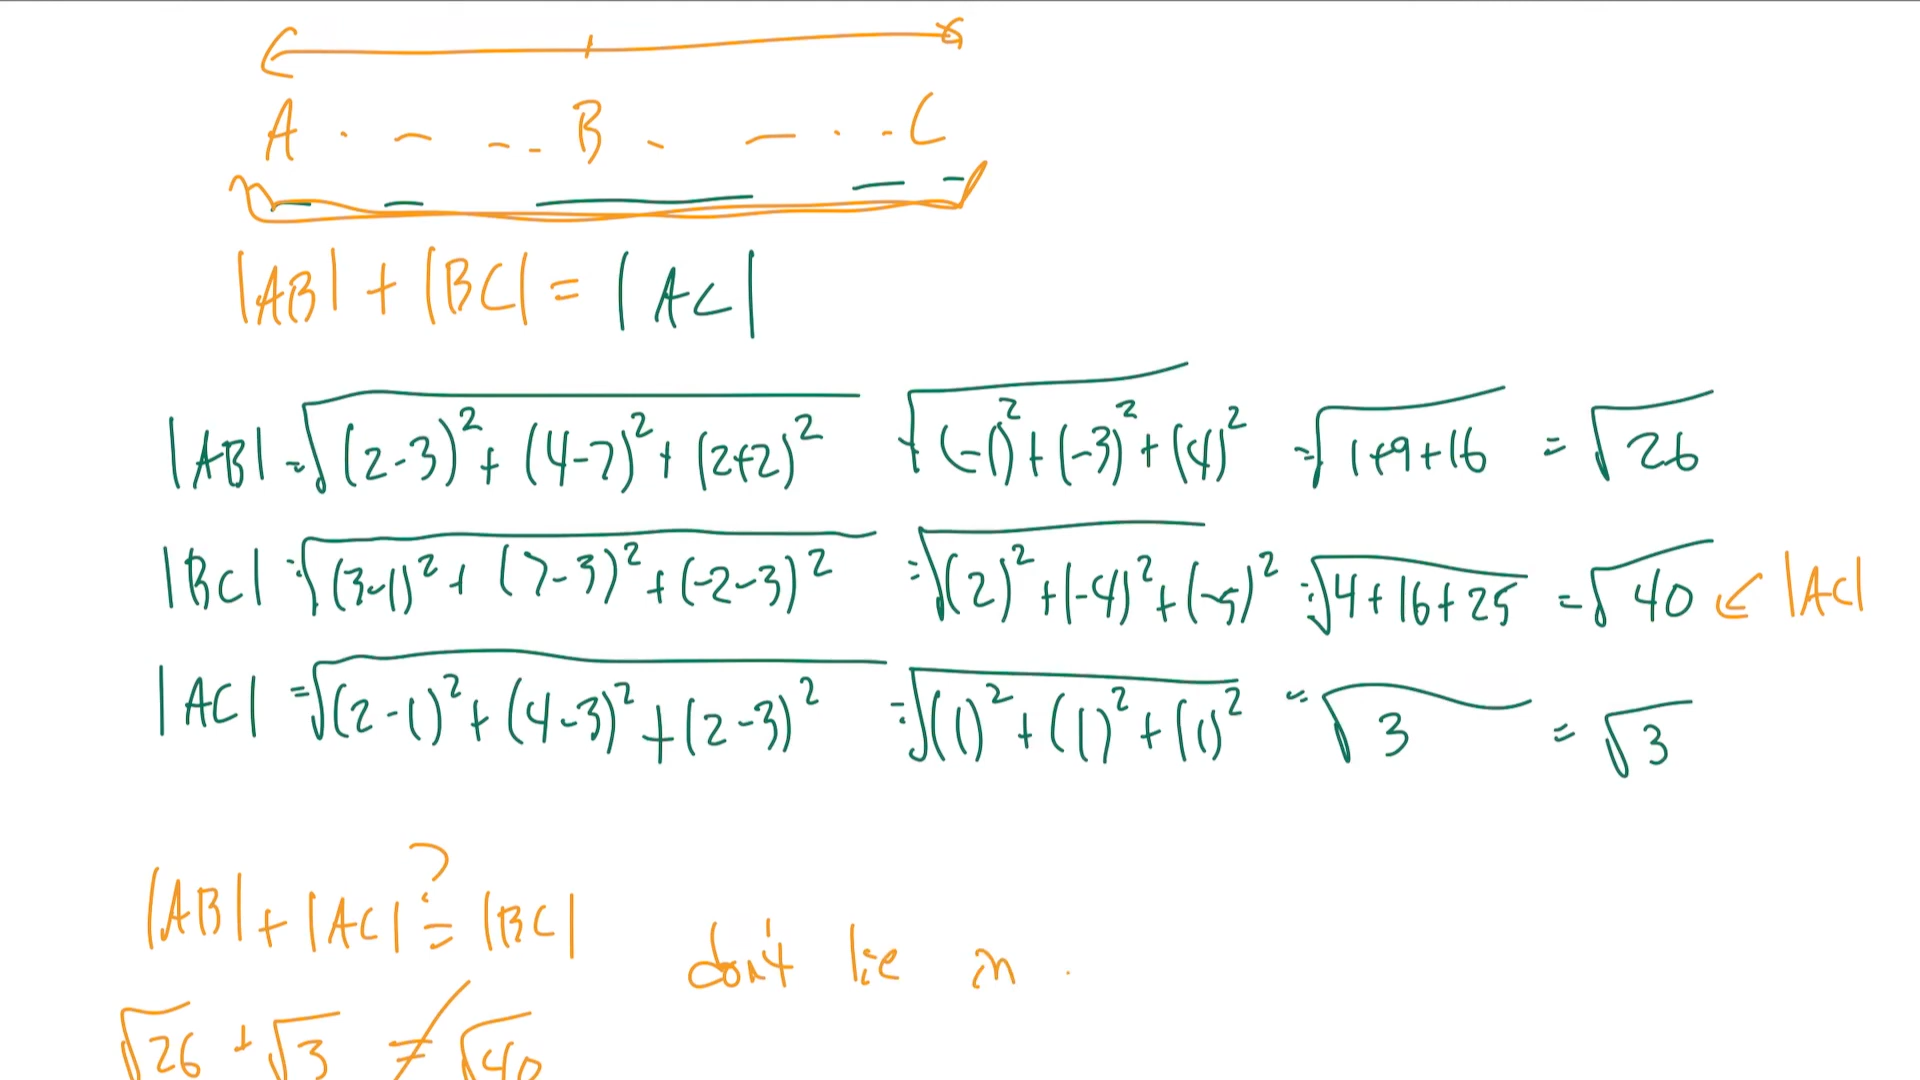 A . – - - - B - — . . - C
|AB| + |BC| = |AC|
|AB| = √(2-3)² + (4-7)² + (2+2)² √(-1)² + (-3)² + (4)² = √1+9+16 = √26
|BC| = √(3-1)² + (7-3)² + (-2-3)² = √(2)² + (-4)² + (-5)² = √4+16+25 = √40 ← |AC|
|AC| = √(2-1)² + (4-3)² + (2-3)² = √(1)² + (1)² + (1)² = √3 = √3
|AB| + |AC| ?= |BC| don't lie in .
√26 + √3 ≠ √40